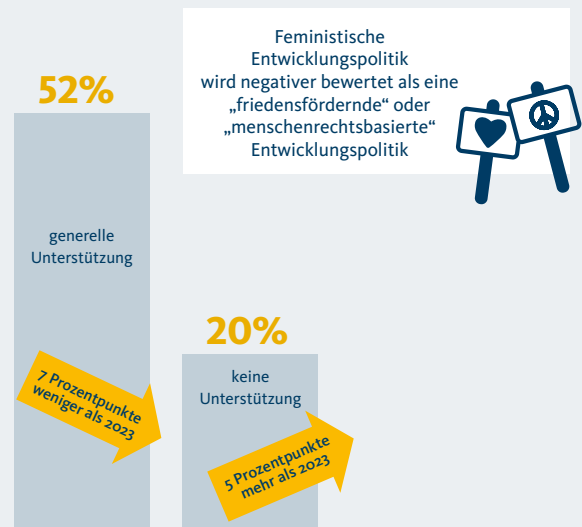 Feministische
Entwicklungspolitik
wird negativer bewertet als eine
„friedensfördernde“ oder
„menschenrechtsbasierte“
Entwicklungspolitik
52%
generelle
Unterstützung
7 Prozentpunkte
weniger als 2023
20%
keine
Unterstützung
5 Prozentpunkte
mehr als 2023